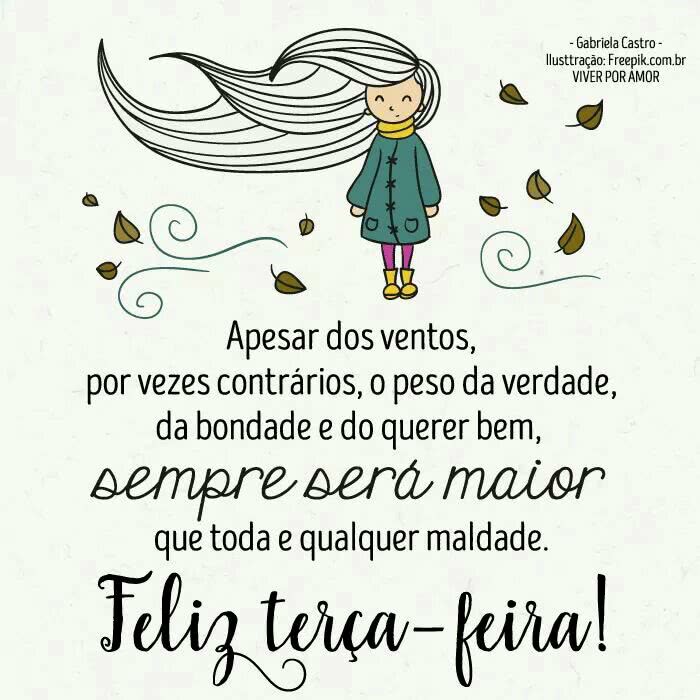 - Gabriela Castro -
Ilusttração: Freepik.com.br
VIVER POR AMOR
Apesar dos ventos,
por vezes contrários, o peso da verdade,
da bondade e do querer bem,
sempre será maior
que toda e qualquer maldade.
Feliz terça-feira!